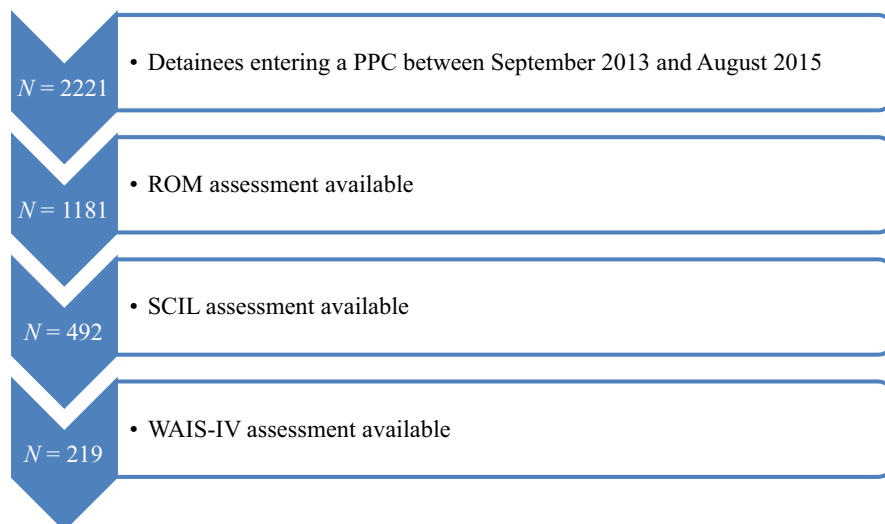 N = 2221
• Detainees entering a PPC between September 2013 and August 2015
N = 1181
• ROM assessment available
N = 492
• SCIL assessment available
N = 219
• WAIS-IV assessment available